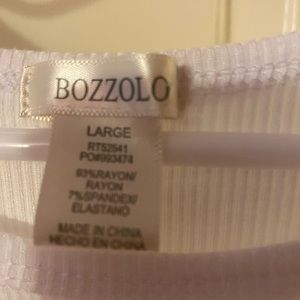 BOZZOLO
LARGE
RT52541
PO#993474
93%RAYON/
RAYON
7%SPANDEX/
ELASTANO
MADE IN CHINA
HECHO EN CHINA